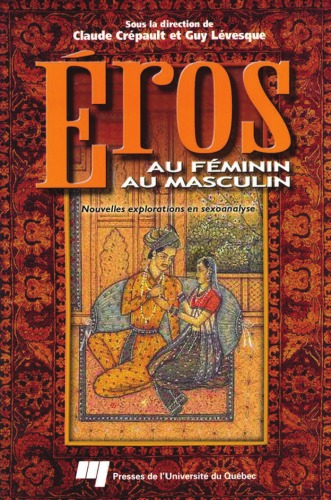 Sous la direction de
Claude Crépault et Guy Lévesque
Éros
AU FÉMININ
AU MASCULIN
Nouvelles explorations en sexoanalyse
Presses de l'Université du Québec